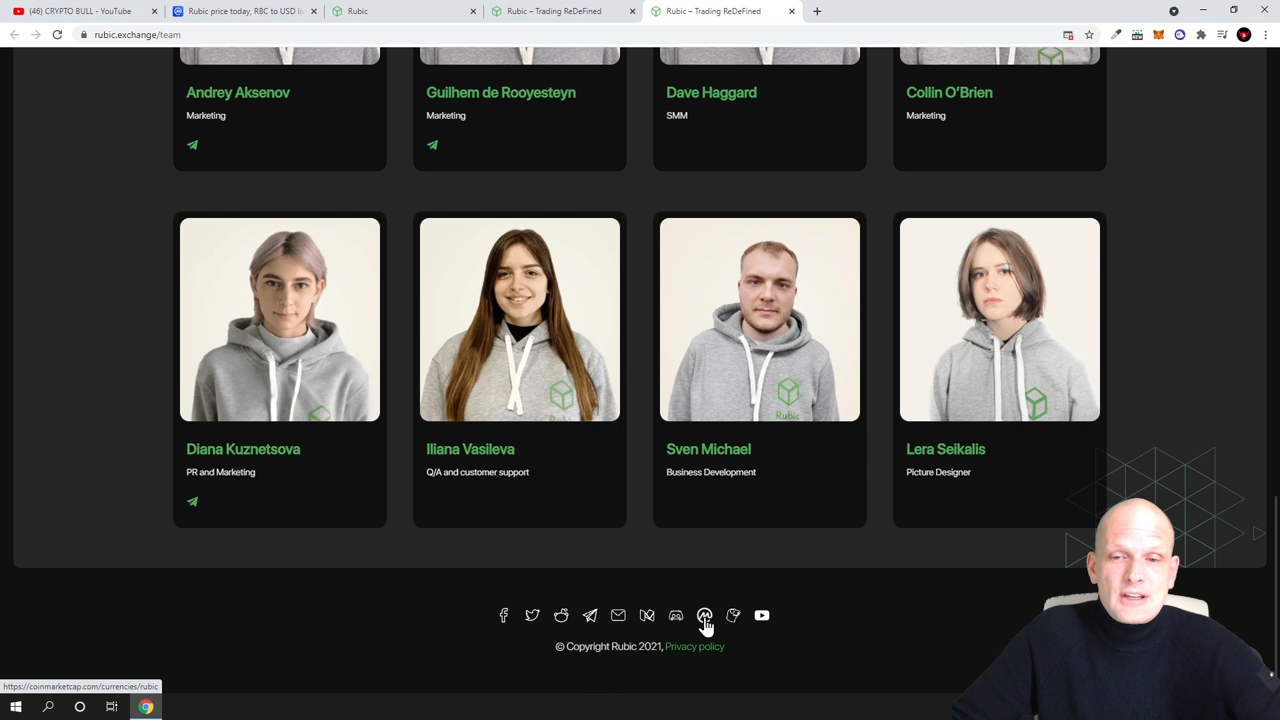 (46) CRYPTO BULL - YouTube
Rubic price today, RBC to USD li
Rubic
Rubic – Trading ReDeFined
Rubic – Trading ReDeFined
rubic.exchange/team
Andrey Aksenov
Guilhem de Rooyesteyn
Dave Haggard
Collin O'Brien
Marketing
Marketing
SMM
Marketing
Rubic
Rubic
Diana Kuznetsova
Iliana Vasileva
Sven Michael
Lera Seikalis
PR and Marketing
Q/A and customer support
Business Development
Picture Designer
© Copyright Rubic 2021, Privacy policy
https://coinmarketcap.com/currencies/rubic